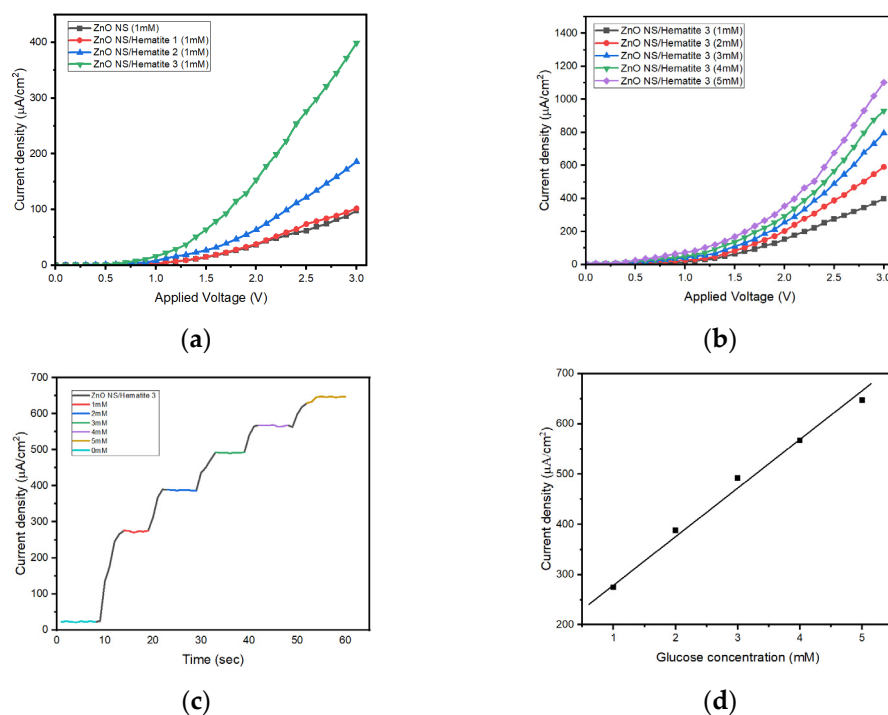 ZnO NS (1mM)
ZnO NS/Hematite 1 (1mM)
ZnO NS/Hematite 2 (1mM)
ZnO NS/Hematite 3 (1mM)
400
300
200
100
0
Current density (μA/cm²)
0.0 0.5 1.0 1.5 2.0 2.5 3.0
Applied Voltage (V)
(a)
ZnO NS/Hematite 3 (1mM)
ZnO NS/Hematite 3 (2mM)
ZnO NS/Hematite 3 (3mM)
ZnO NS/Hematite 3 (4mM)
ZnO NS/Hematite 3 (5mM)
1400
1200
1000
800
600
400
200
0
Current density (μA/cm²)
0.0 0.5 1.0 1.5 2.0 2.5 3.0
Applied Voltage (V)
(b)
ZnO NS/Hematite 3
1mM
2mM
3mM
4mM
5mM
0mM
700
600
500
400
300
200
100
0
Current density (μA/cm²)
0 10 20 30 40 50 60
Time (sec)
(c)
700
600
500
400
300
200
Current density (μA/cm²)
1 2 3 4 5
Glucose concentration (mM)
(d)